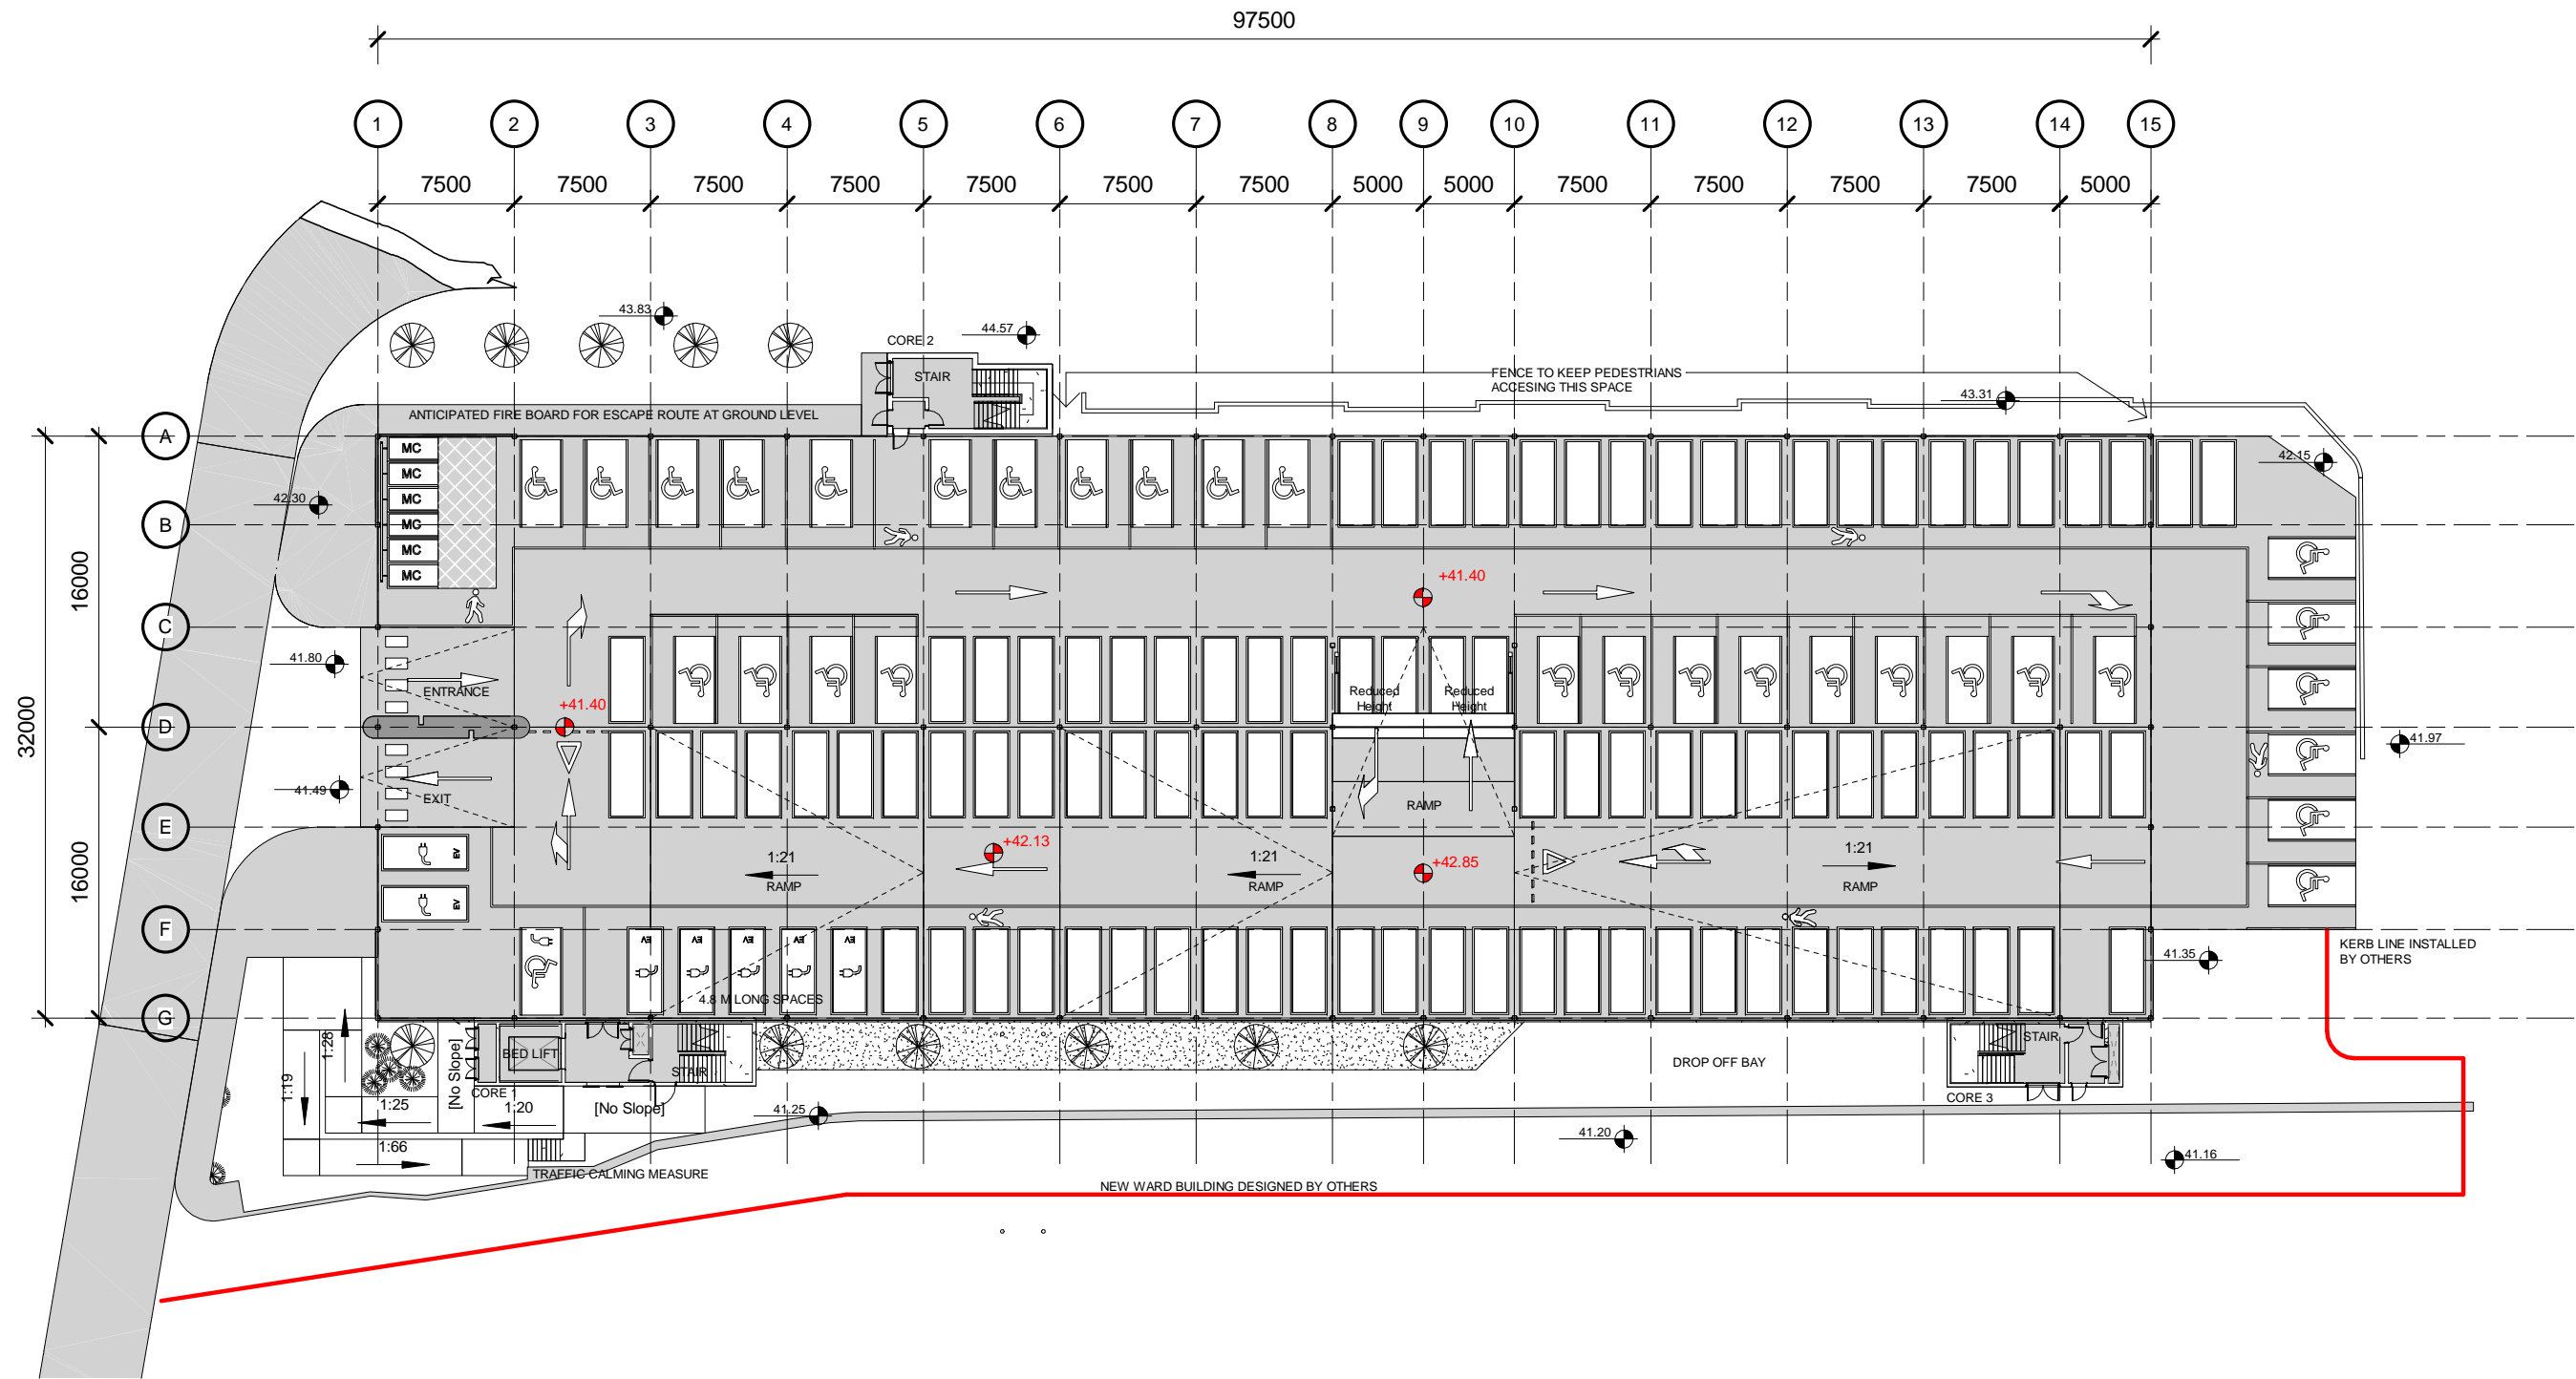 97500
1 2 3 4 5 6 7 8 9 10 11 12 13 14 15
7500 7500 7500 7500 7500 7500 7500 5000 5000 7500 7500 7500 7500 5000
43.83
44.57
CORE 2
STAIR
FENCE TO KEEP PEDESTRIANS
ACCESING THIS SPACE
43.31
ANTICIPATED FIRE BOARD FOR ESCAPE ROUTE AT GROUND LEVEL
A
MC
42.15
MC
42.30
MC
B
MC
MC
MC
16000
+41.40
C
41.80
ENTRANCE
Reduced
Height
Reduced
Height
+41.40
D
32000
41.97
41.49
EXIT
RAMP
E
EV
16000
+42.13
1:21
RAMP
1:21
RAMP
+42.85
1:21
RAMP
EV
F
EV EV EV EV EV
KERB LINE INSTALLED
BY OTHERS
41.35
4.8 M LONG SPACES
G
1:28
1:19
[No Slope]
BED LIFT
STAIR
STAIR
DROP OFF BAY
CORE 1
CORE 3
1:25
1:20
[No Slope]
41.25
41.20
1:66
41.16
TRAFFIC CALMING MEASURE
NEW WARD BUILDING DESIGNED BY OTHERS